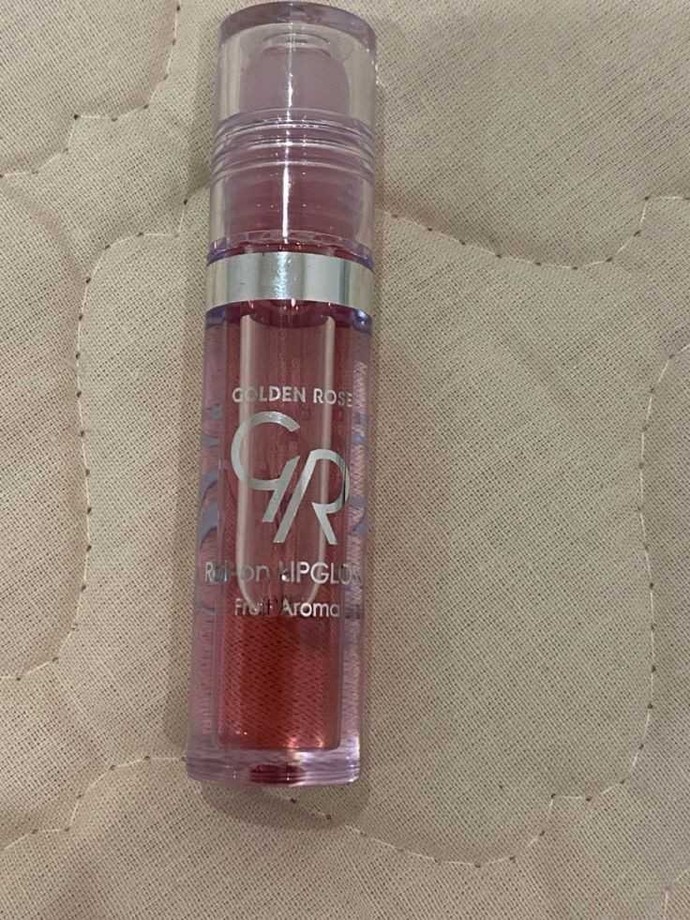 GOLDEN ROSE
GR
Roll-on LIPGLOSS
Fruit Aroma